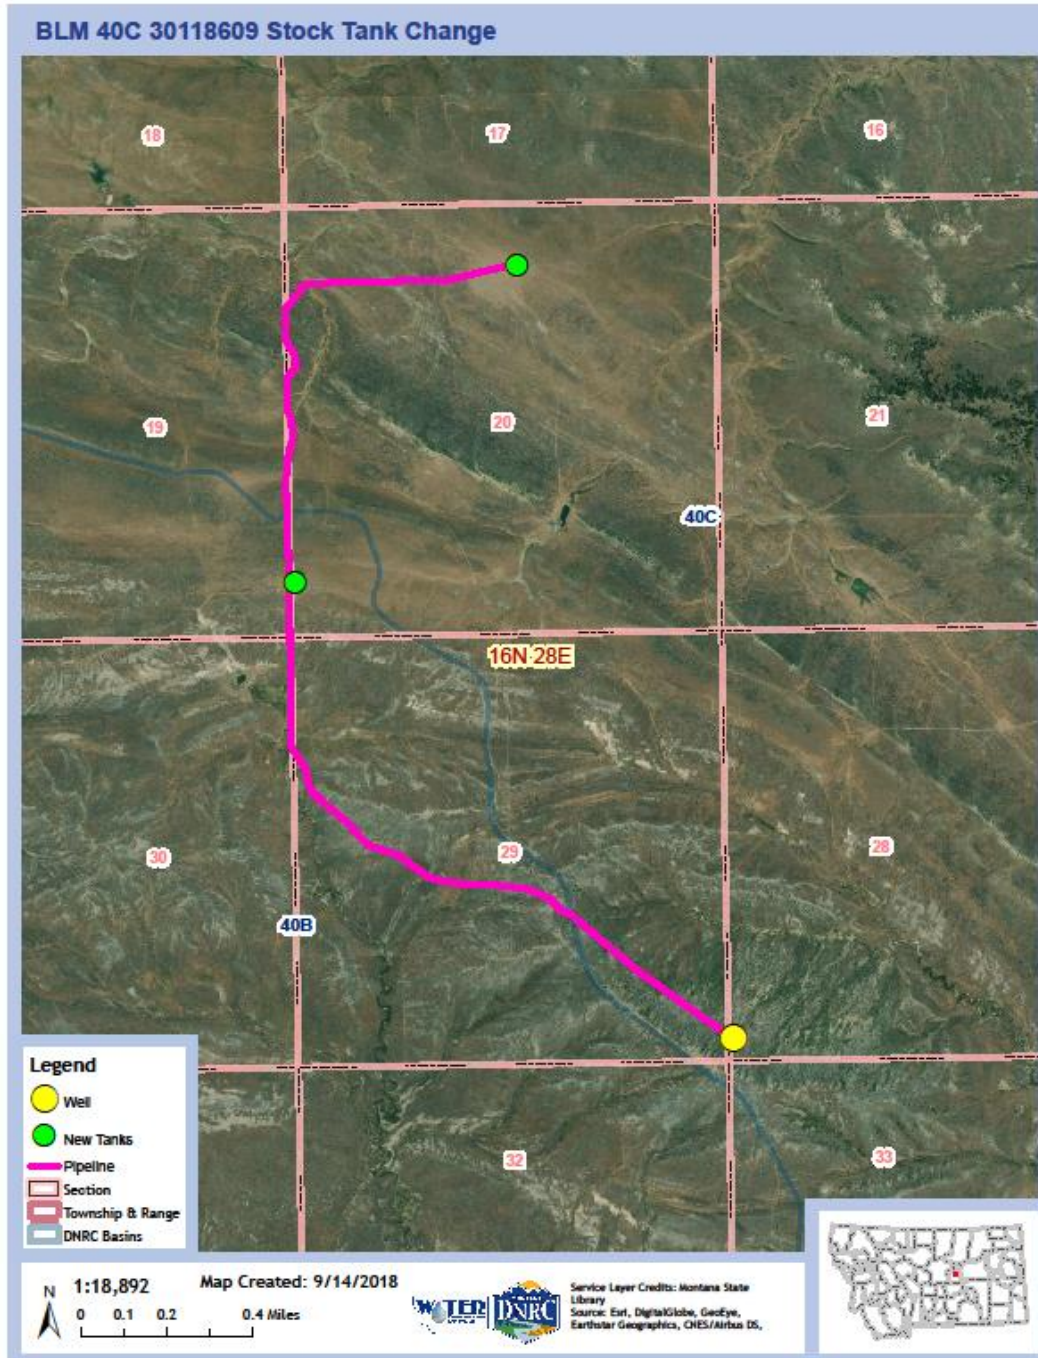 BLM 40C 30118609 Stock Tank Change
18
17
16
19
20
21
40C
16N 28E
30
29
28
40B
32
33
Legend
Well
New Tanks
Pipeline
Section
Township & Range
DNRC Basins
N
1:18,892
0 0.1 0.2 0.4 Miles
Map Created: 9/14/2018
WATER
DNRC
Service Layer Credits: Montana State
Library
Source: Esri, DigitalGlobe, GeoEye,
Earthstar Geographics, CNES/Airbus DS,